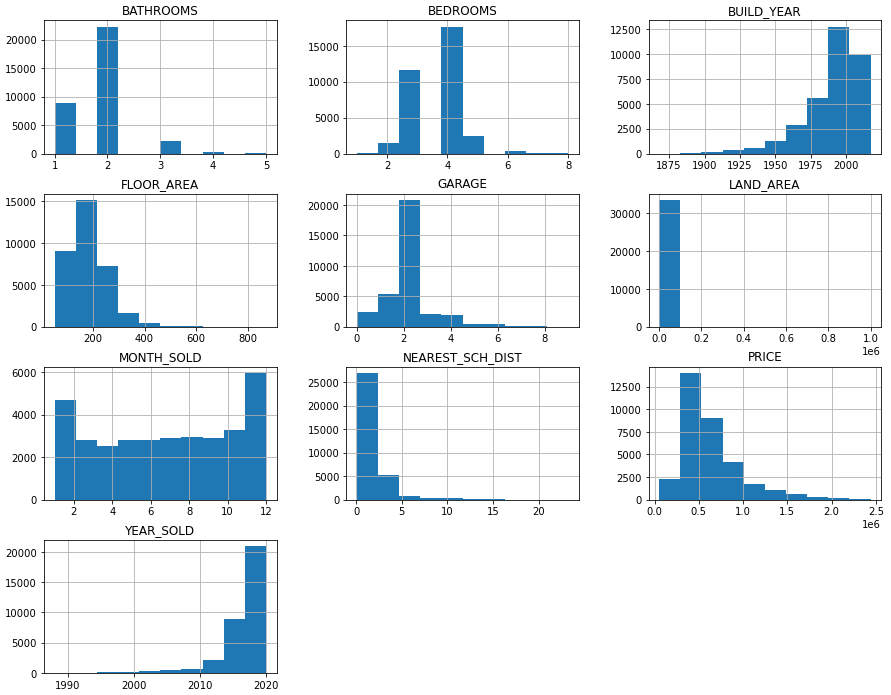 BATHROOMS
20000
15000
10000
5000
0
1 2 3 4 5
BEDROOMS
15000
10000
5000
0
2 4 6 8
BUILD_YEAR
12500
10000
7500
5000
2500
0
1875 1900 1925 1950 1975 2000
FLOOR_AREA
15000
10000
5000
0
200 400 600 800
GARAGE
20000
15000
10000
5000
0
0 2 4 6 8
LAND_AREA
30000
20000
10000
0
0.0 0.2 0.4 0.6 0.8 1.0
1e6
MONTH_SOLD
6000
4000
2000
0
2 4 6 8 10 12
NEAREST_SCH_DIST
25000
20000
15000
10000
5000
0
0 5 10 15 20
PRICE
12500
10000
7500
5000
2500
0
0.0 0.5 1.0 1.5 2.0 2.5
1e6
YEAR_SOLD
20000
15000
10000
5000
0
1990 2000 2010 2020